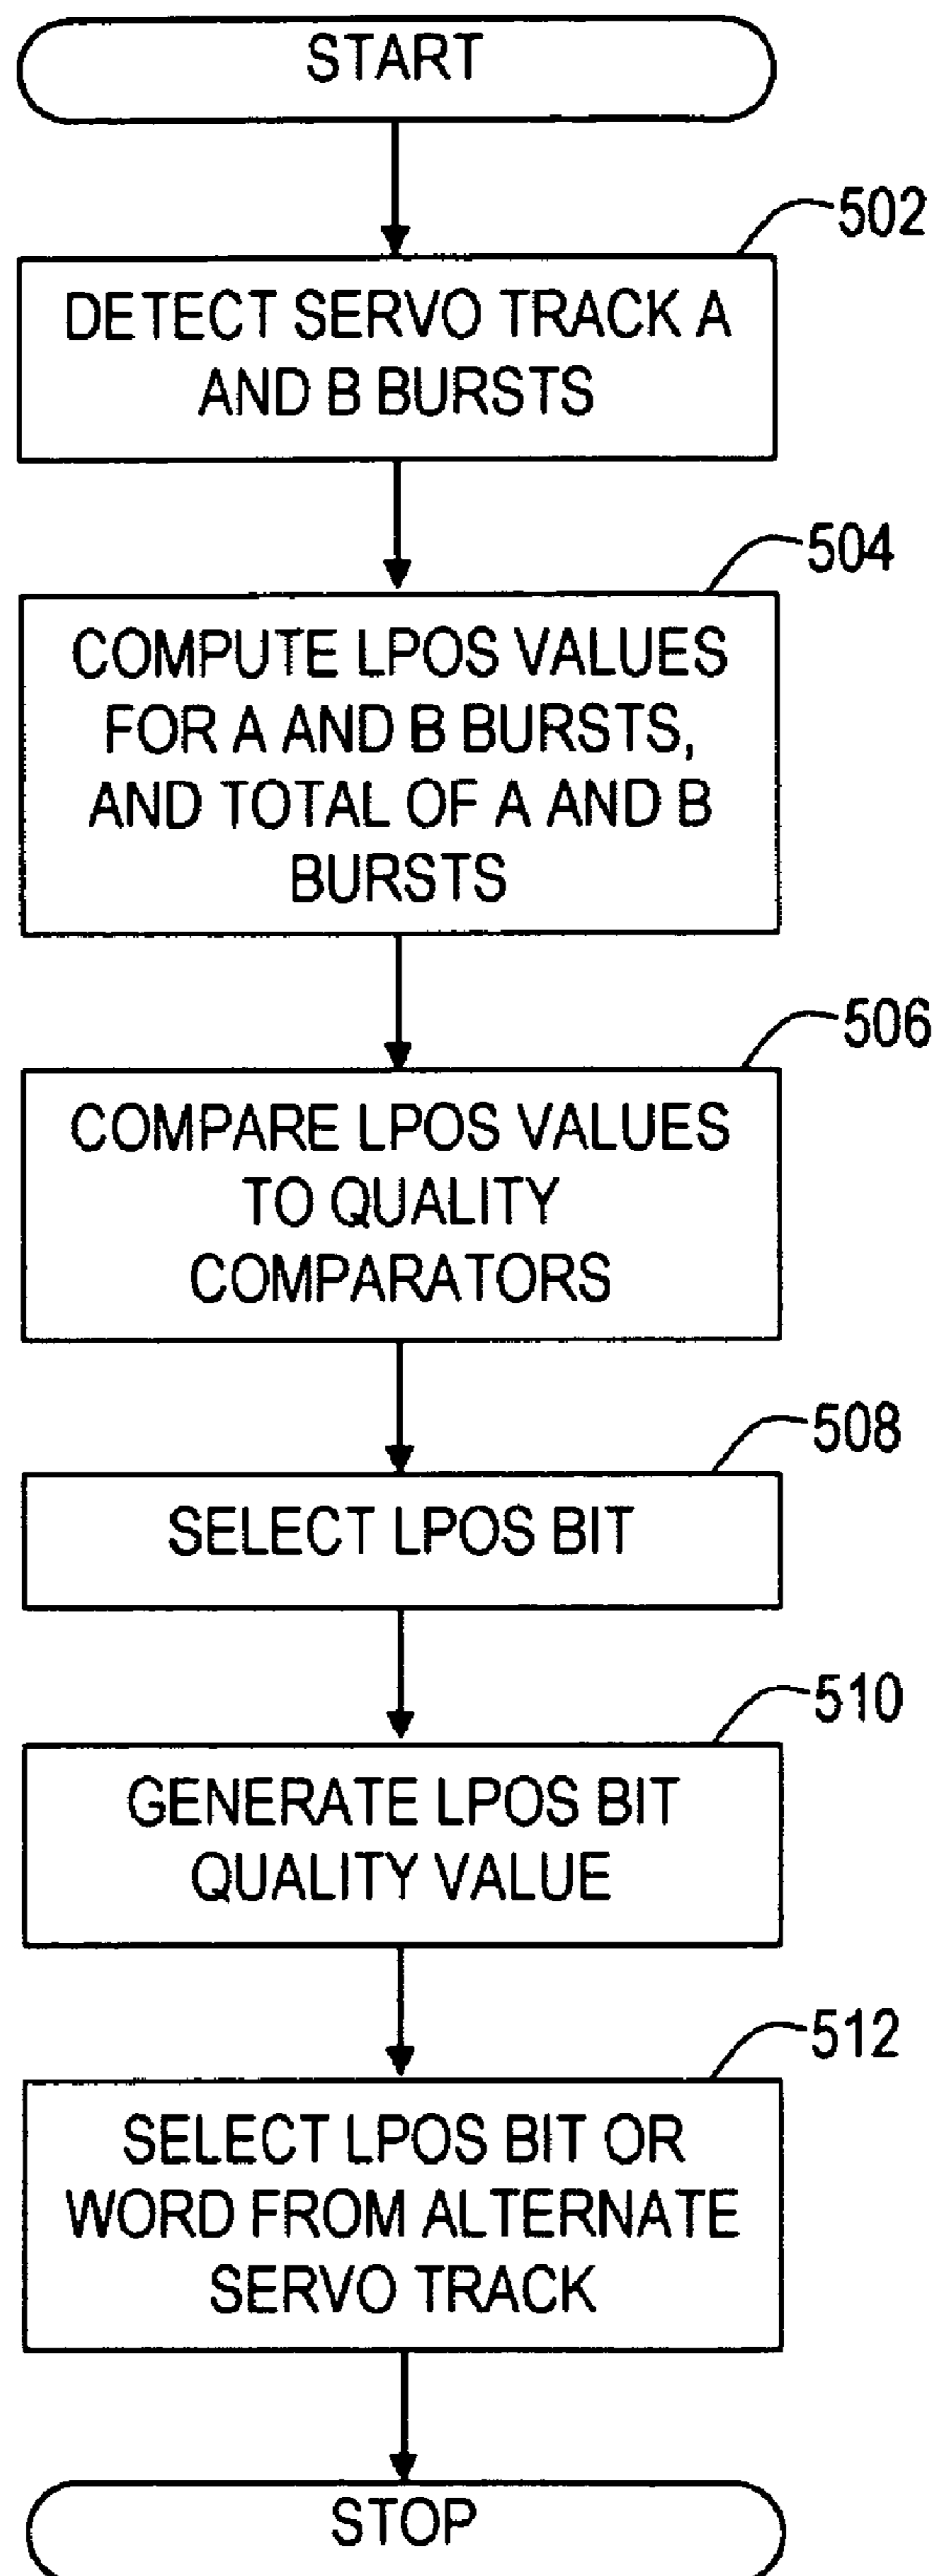 START
502
DETECT SERVO TRACK A
AND B BURSTS
504
COMPUTE LPOS VALUES
FOR A AND B BURSTS,
AND TOTAL OF A AND B
BURSTS
506
COMPARE LPOS VALUES
TO QUALITY
COMPARATORS
508
SELECT LPOS BIT
510
GENERATE LPOS BIT
QUALITY VALUE
512
SELECT LPOS BIT OR
WORD FROM ALTERNATE
SERVO TRACK
STOP